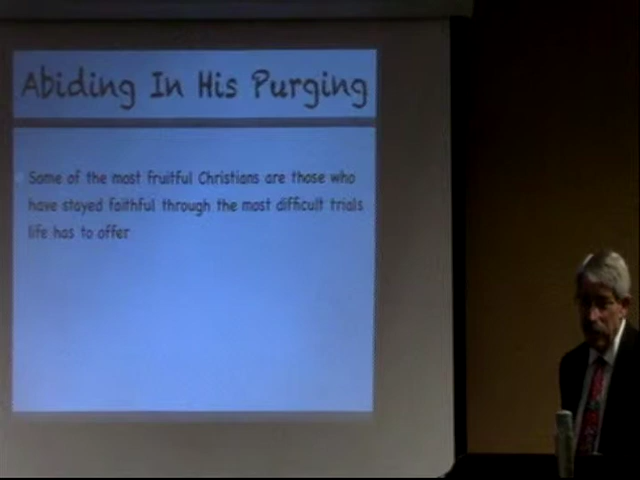 Abiding In His Purging
Some of the most fruitful Christians are those who
have stayed faithful through the most difficult trials
life has to offer